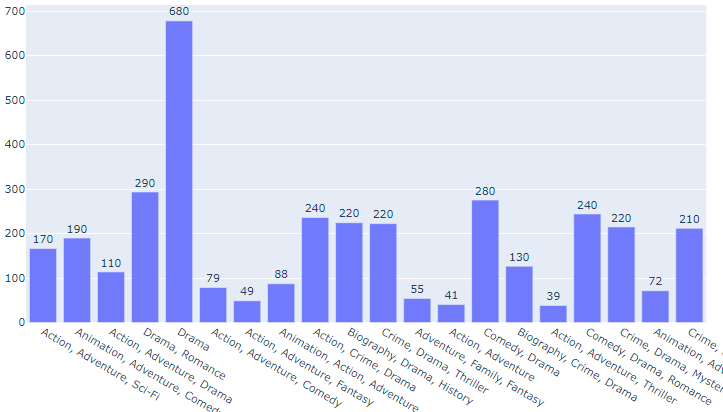 700
600
500
400
300
200
100
0
170
190
110
290
680
79
49
88
240
220
220
55
41
280
130
39
240
220
72
210
Action, Adventure, Sci-Fi
Animation, Adventure, Comedy
Action, Adventure, Drama
Drama, Romance
Drama
Action, Adventure, Comedy
Action, Adventure, Fantasy
Animation, Action, Adventure
Action, Crime, Drama
Biography, Drama, History
Crime, Drama, Thriller
Adventure, Family, Fantasy
Action, Adventure
Comedy, Drama
Biography, Crime, Drama
Action, Adventure, Thriller
Comedy, Drama, Romance
Crime, Drama, Myster
Animation, Adv
Crime,